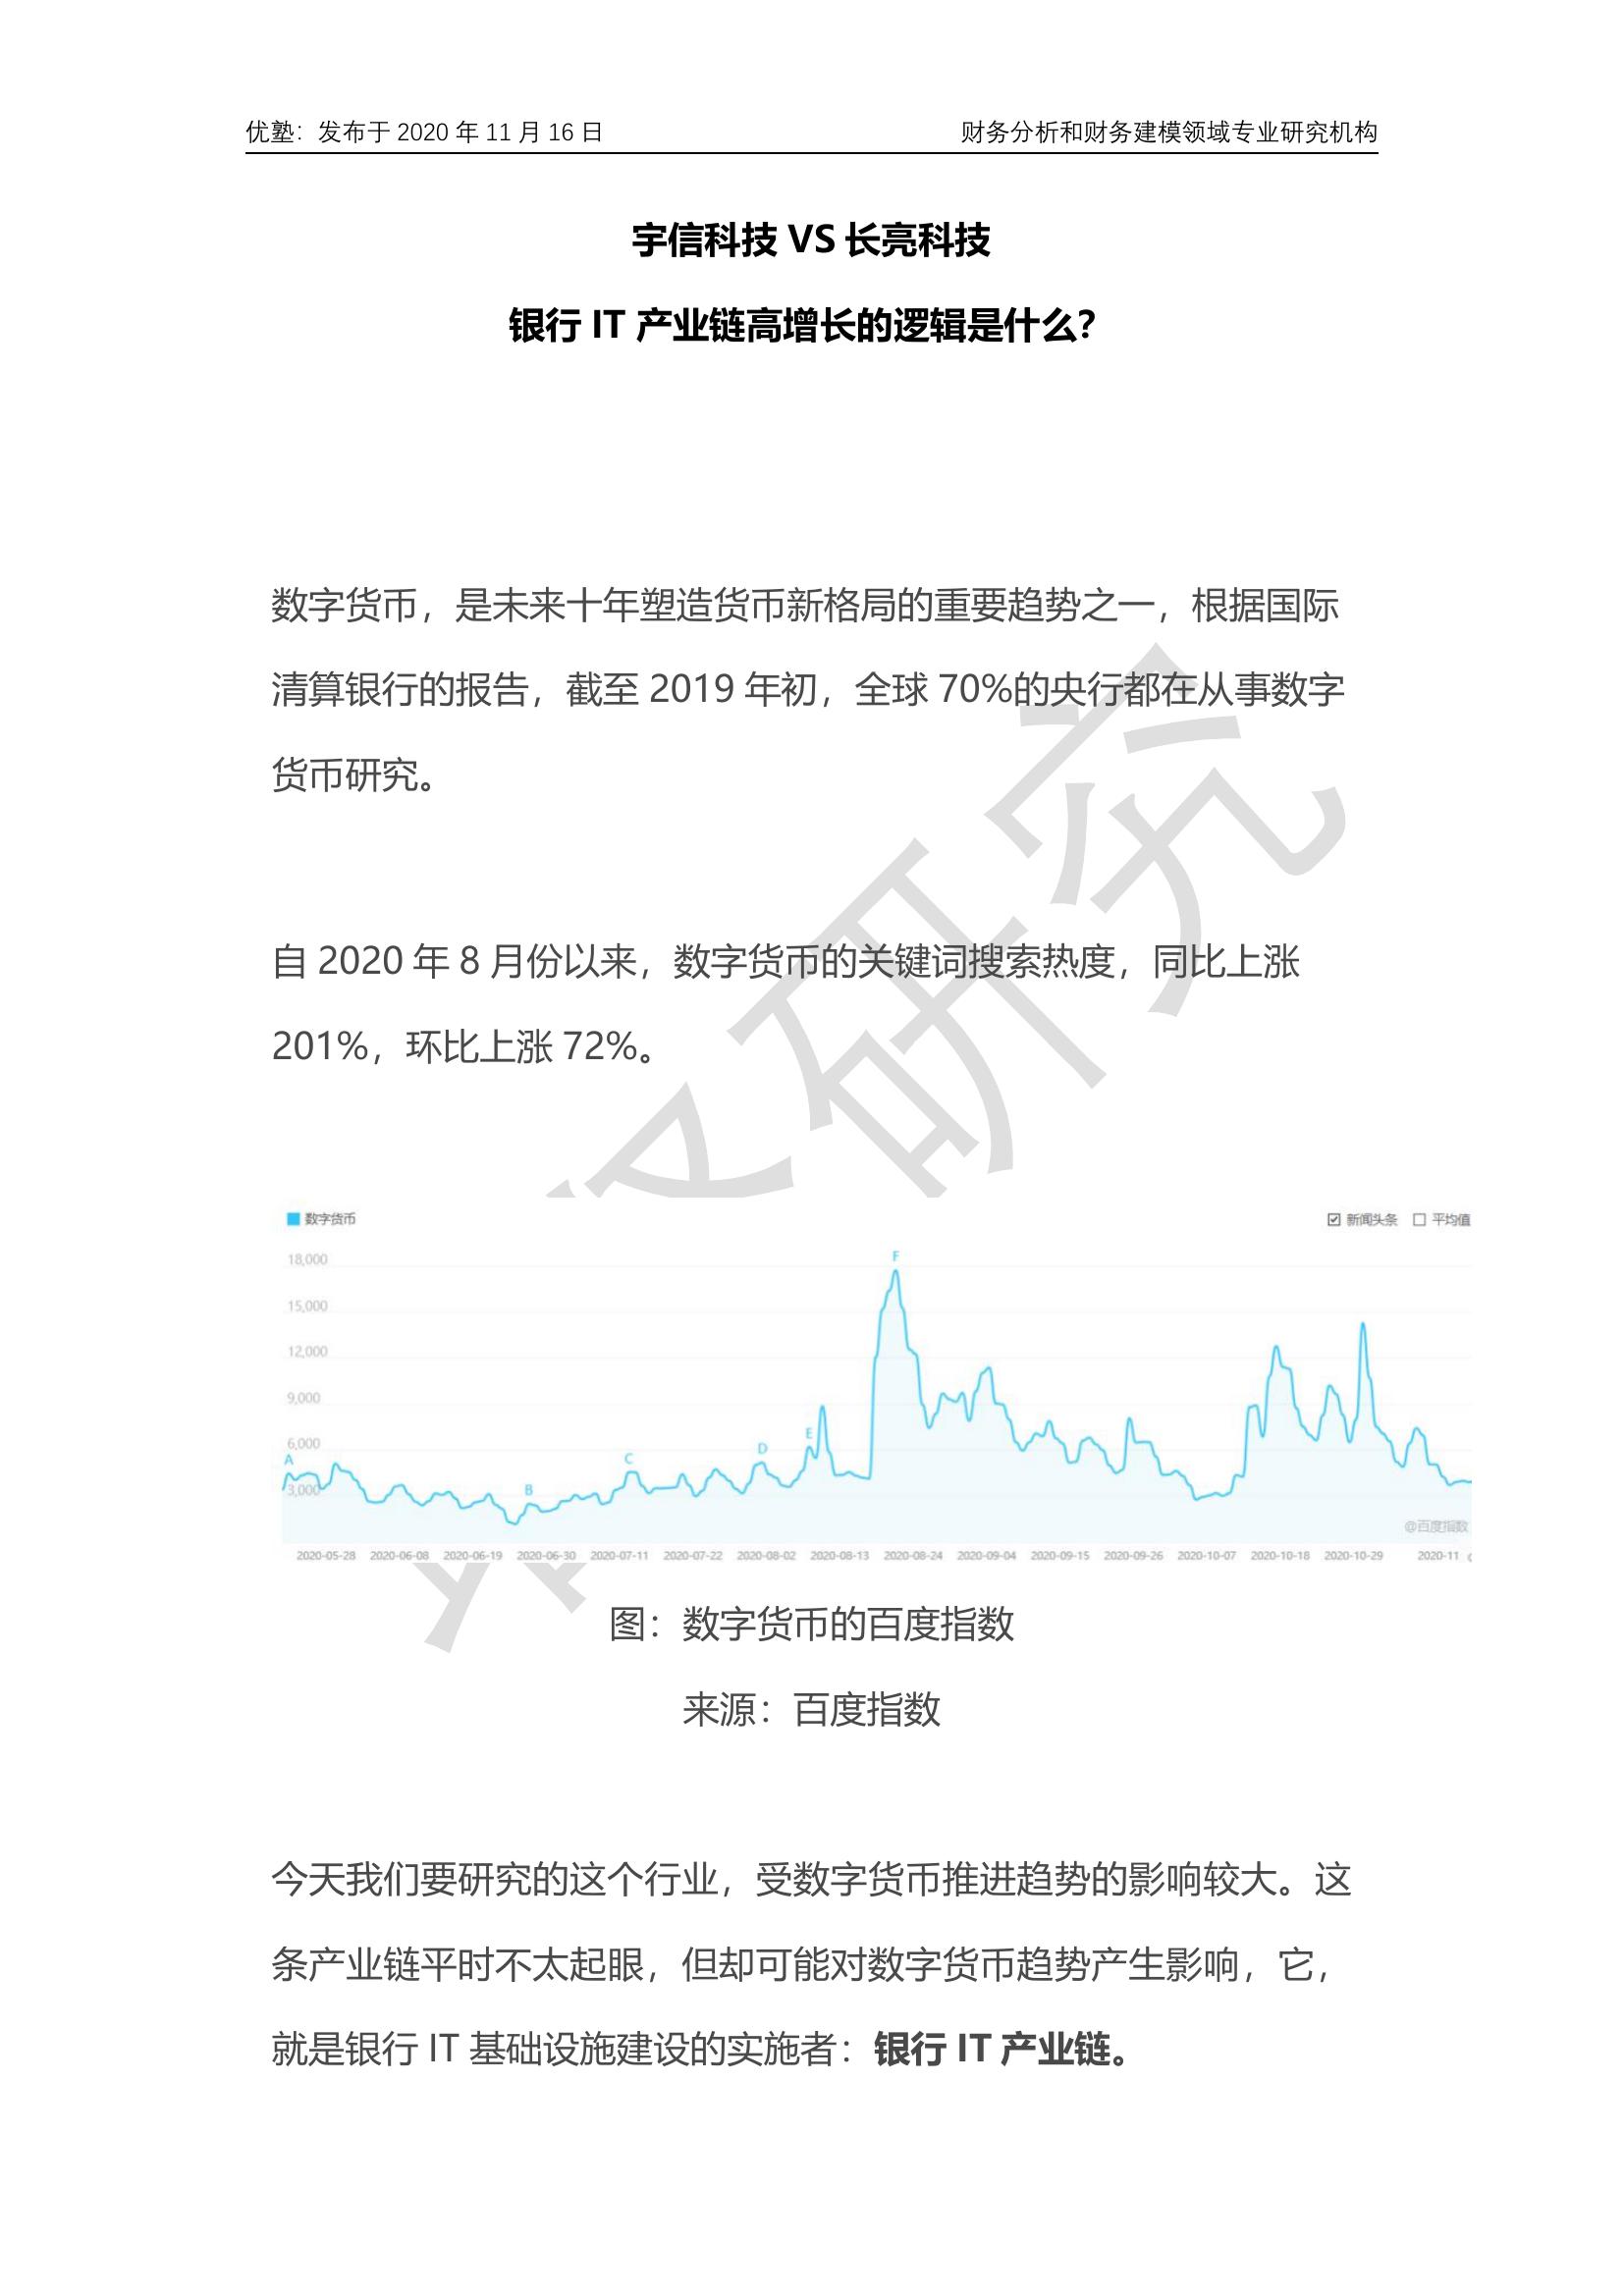 优塾：发布于 2020 年 11 月 16 日 财务分析和财务建模领域专业研究机构
宇信科技 VS 长亮科技
银行 IT 产业链高增长的逻辑是什么？
数字货币，是未来十年塑造货币新格局的重要趋势之一，根据国际
清算银行的报告，截至 2019 年初，全球 70%的央行都在从事数字
货币研究。
自 2020 年 8 月份以来，数字货币的关键词搜索热度，同比上涨
201%，环比上涨 72%。
数字货币 新闻头条 平均值
18,000
15,000
12,000
9,000
6,000
3,000
A
B
C
D
E
F
@百度指数
2020-05-28 2020-06-08 2020-06-19 2020-06-30 2020-07-11 2020-07-22 2020-08-02 2020-08-13 2020-08-24 2020-09-04 2020-09-15 2020-09-26 2020-10-07 2020-10-18 2020-10-29 2020-11
图：数字货币的百度指数
来源：百度指数
今天我们要研究的这个行业，受数字货币推进趋势的影响较大。这
条产业链平时不太起眼，但却可能对数字货币趋势产生影响，它，
就是银行 IT 基础设施建设的实施者：银行 IT 产业链。
研究